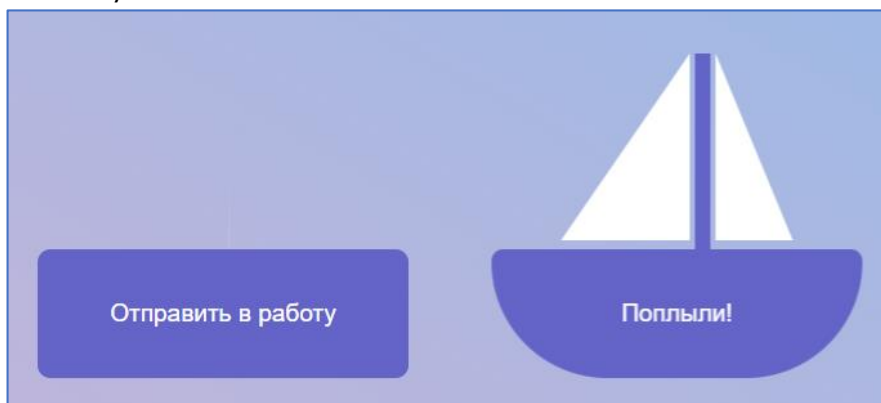 Отправить в работу
Поплыли!